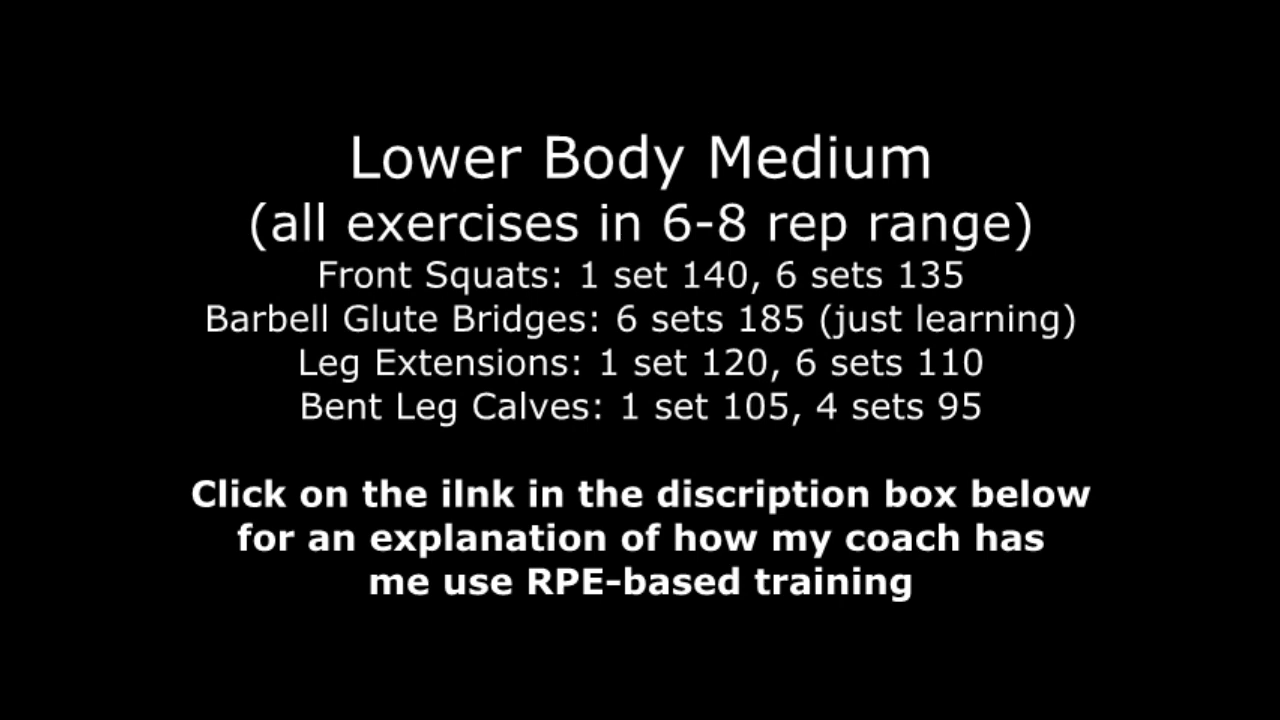 Lower Body Medium
(all exercises in 6-8 rep range)
Front Squats: 1 set 140, 6 sets 135
Barbell Glute Bridges: 6 sets 185 (just learning)
Leg Extensions: 1 set 120, 6 sets 110
Bent Leg Calves: 1 set 105, 4 sets 95
Click on the ilnk in the discription box below
for an explanation of how my coach has
me use RPE-based training